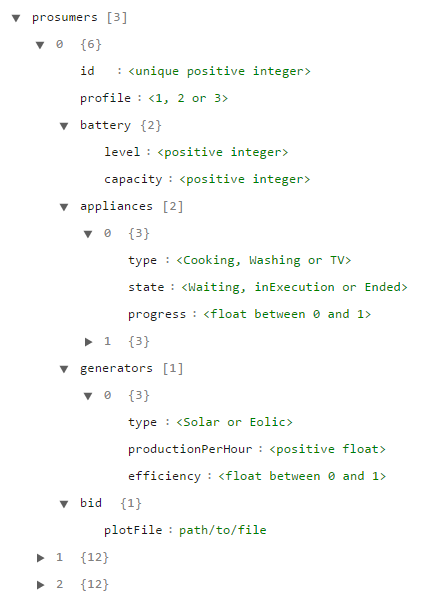 prosumers [3]
0 {6}
id : <unique positive integer>
profile : <1, 2 or 3>
battery {2}
level : <positive integer>
capacity : <positive integer>
appliances [2]
0 {3}
type : <Cooking, Washing or TV>
state : <Waiting, inExecution or Ended>
progress : <float between 0 and 1>
1 {3}
generators [1]
0 {3}
type : <Solar or Eolic>
productionPerHour : <positive float>
efficiency : <float between 0 and 1>
bid {1}
plotFile : path/to/file
1 {12}
2 {12}